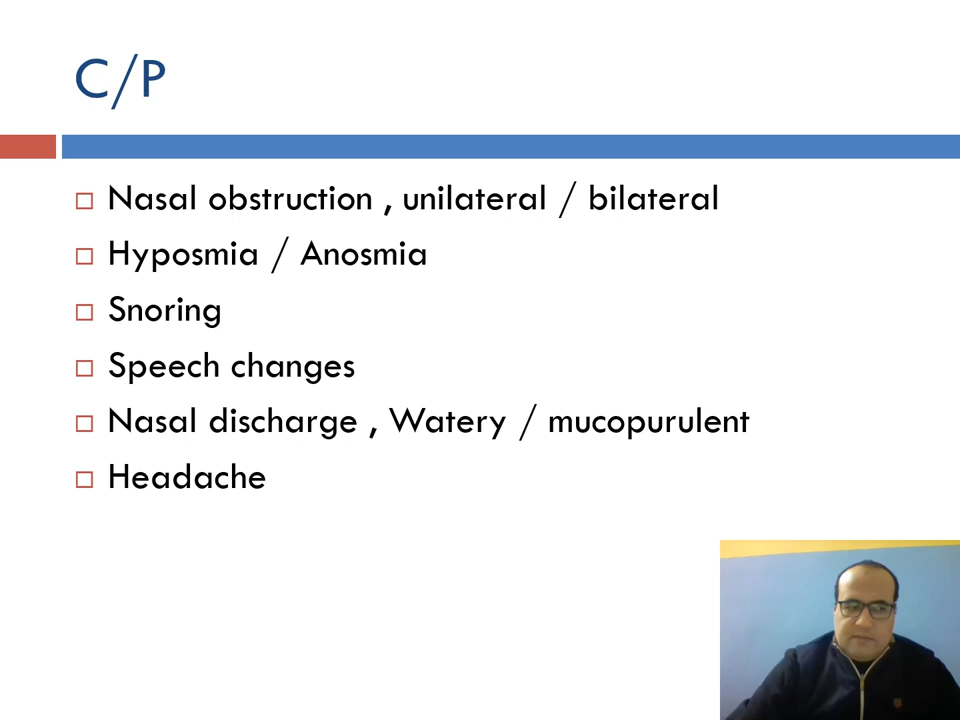 C/P
Nasal obstruction , unilateral / bilateral
Hyposmia / Anosmia
Snoring
Speech changes
Nasal discharge , Watery / mucopurulent
Headache